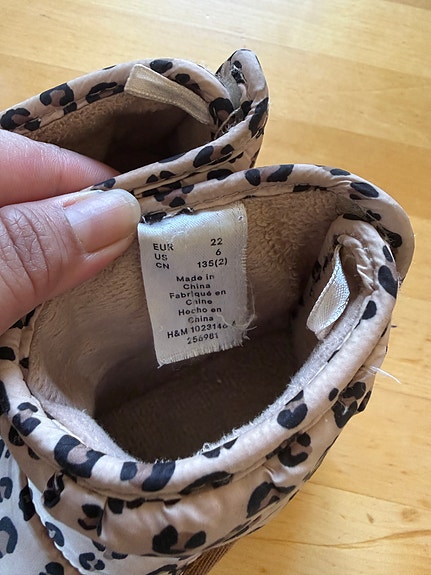 EUR 22
US 6
CN 135(2)
Made in
China
Fabriqué en
Chine
Hecho en
China
H&M 1023146
256981